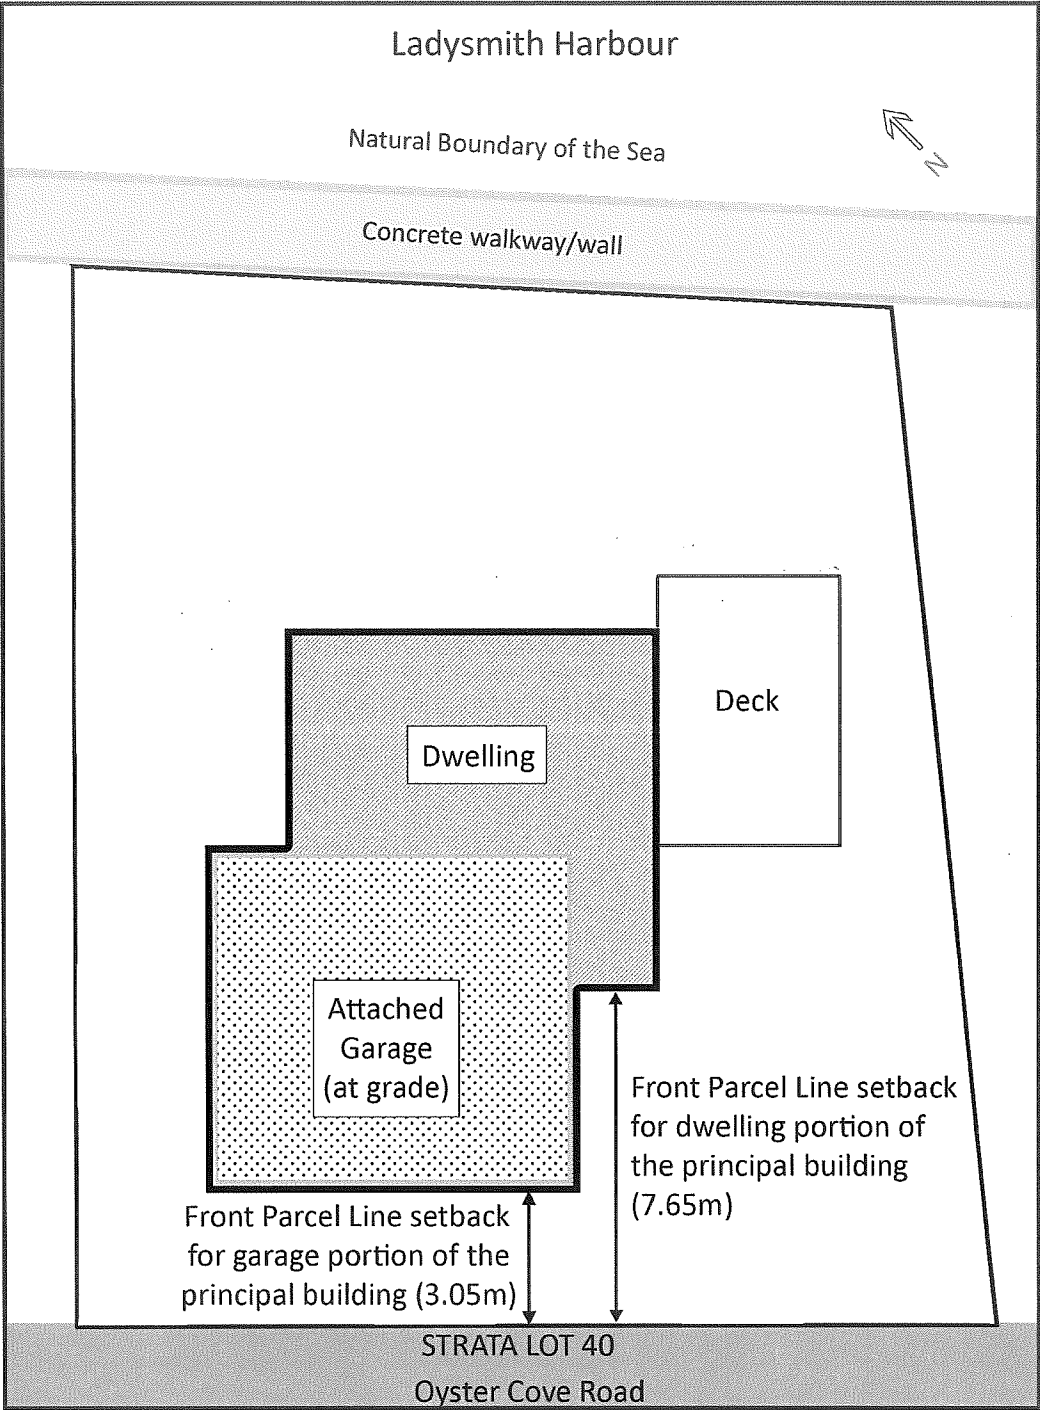 Ladysmith Harbour
Natural Boundary of the Sea
N
Concrete walkway/wall
Deck
Dwelling
Attached
Garage
(at grade)
Front Parcel Line setback
for dwelling portion of
the principal building
(7.65m)
Front Parcel Line setback
for garage portion of the
principal building (3.05m)
STRATA LOT 40
Oyster Cove Road